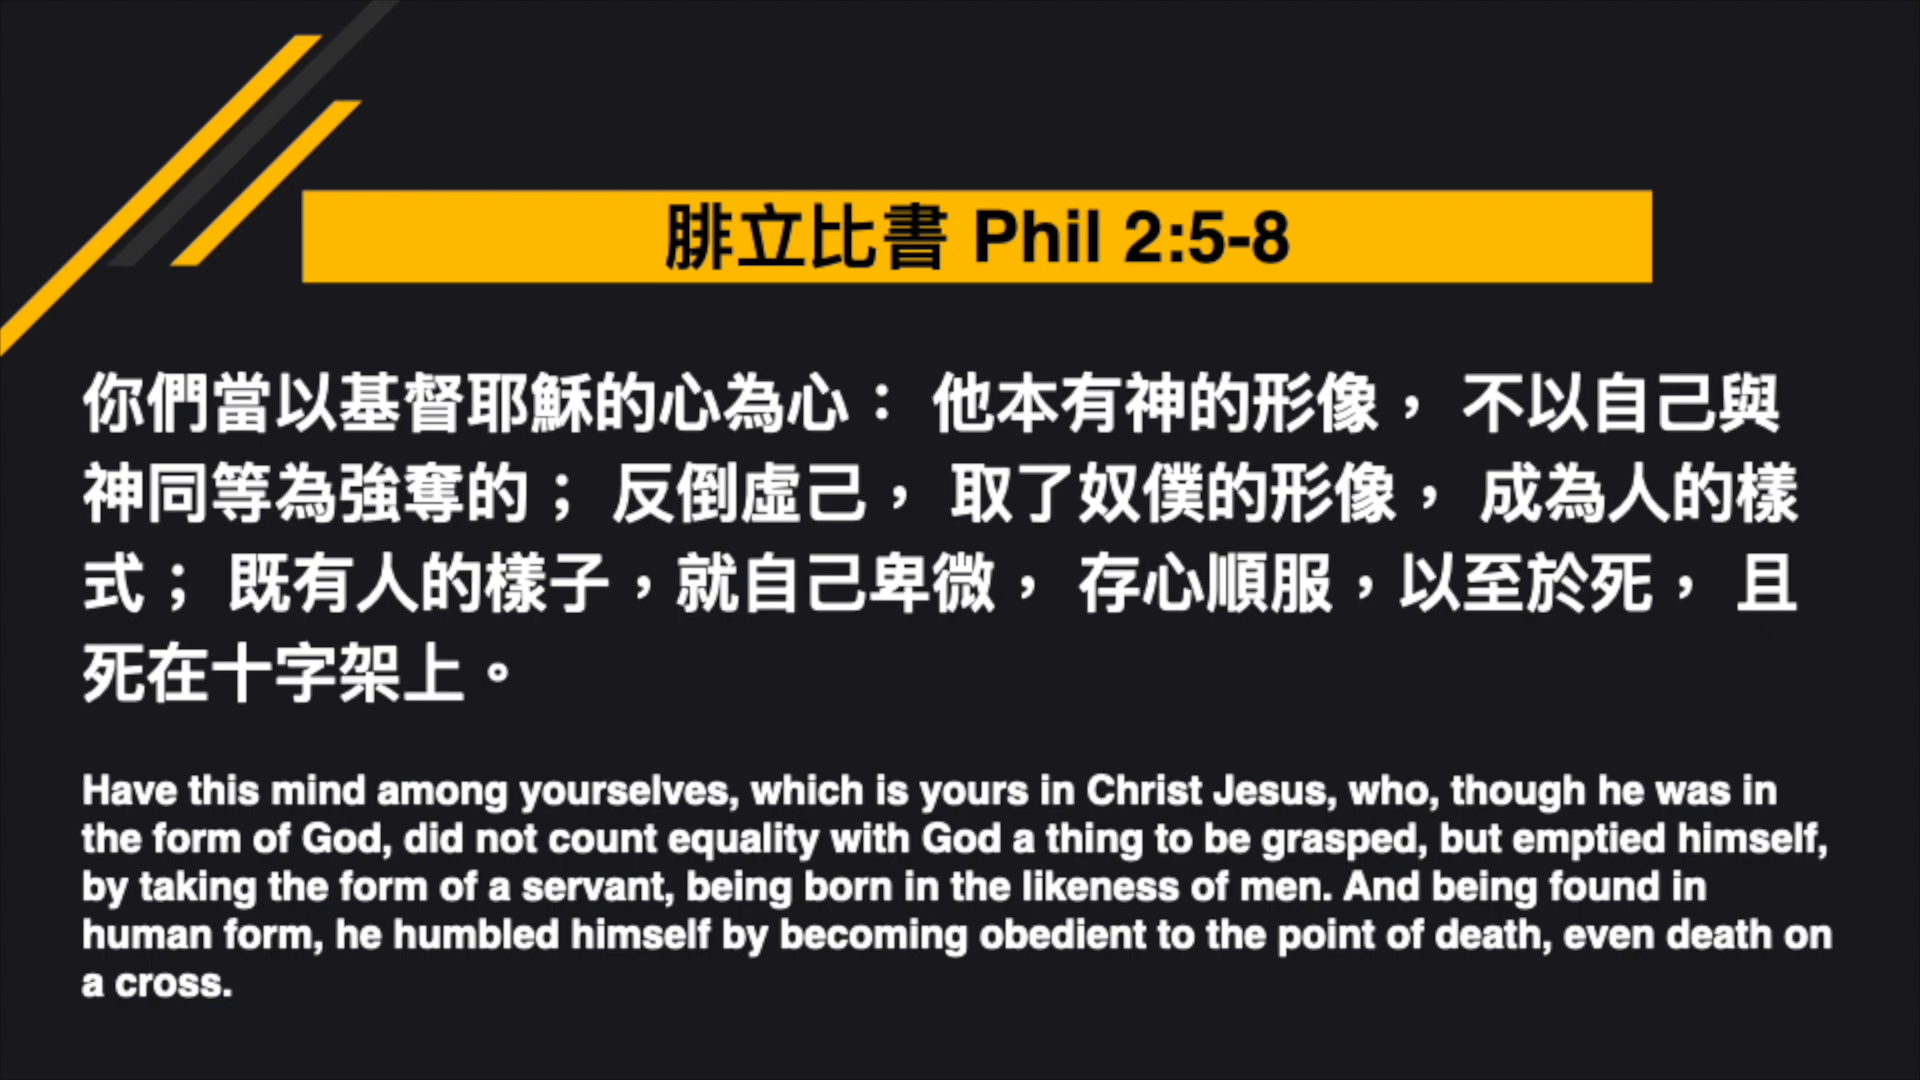 腓立比書 Phil 2:5-8
你們當以基督耶穌的心為心： 他本有神的形像， 不以自己與
神同等為強奪的； 反倒虛己， 取了奴僕的形像， 成為人的樣
式； 既有人的樣子，就自己卑微， 存心順服，以至於死， 且
死在十字架上。
Have this mind among yourselves, which is yours in Christ Jesus, who, though he was in
the form of God, did not count equality with God a thing to be grasped, but emptied himself,
by taking the form of a servant, being born in the likeness of men. And being found in
human form, he humbled himself by becoming obedient to the point of death, even death on
a cross.